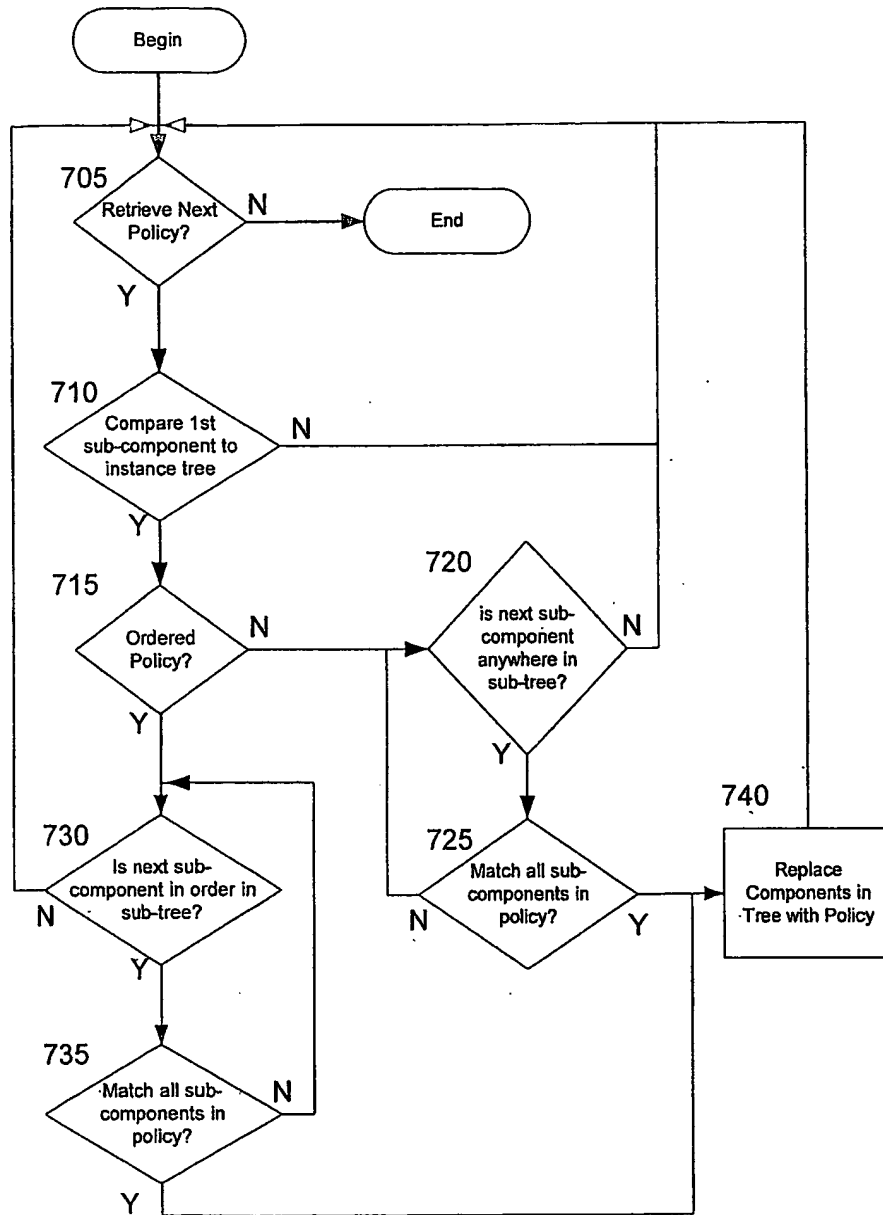 Begin
705
Retrieve Next
Policy?
N
End
Y
710
Compare 1st
sub-component to
instance tree
N
Y
715
Ordered
Policy?
N
Y
720
is next sub-
component
anywhere in
sub-tree?
N
Y
730
Is next sub-
component in order in
sub-tree?
N
Y
725
Match all sub-
components in
policy?
N
Y
740
Replace
Components in
Tree with Policy
735
Match all sub-
components in
policy?
N
Y